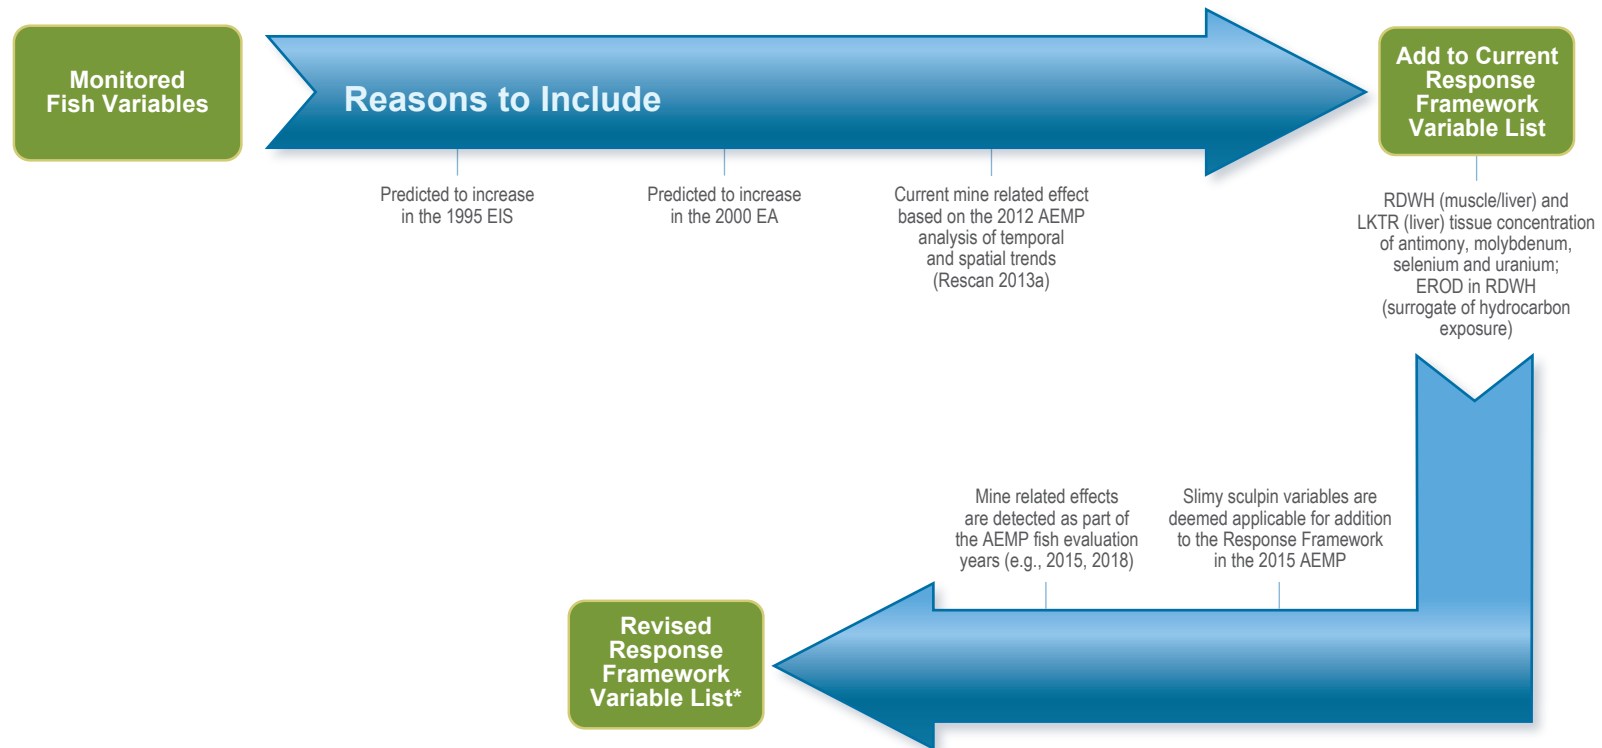 Monitored
Fish Variables
Reasons to Include
Add to Current
Response
Framework
Variable List
Predicted to increase
in the 1995 EIS
Predicted to increase
in the 2000 EA
Current mine related effect
based on the 2012 AEMP
analysis of temporal
and spatial trends
(Rescan 2013a)
RDWH (muscle/liver) and
LKTR (liver) tissue concentration
of antimony, molybdenum,
selenium and uranium;
EROD in RDWH
(surrogate of hydrocarbon
exposure)
Mine related effects
are detected as part of
the AEMP fish evaluation
years (e.g., 2015, 2018)
Slimy sculpin variables are
deemed applicable for addition
to the Response Framework
in the 2015 AEMP
Revised
Response
Framework
Variable List*